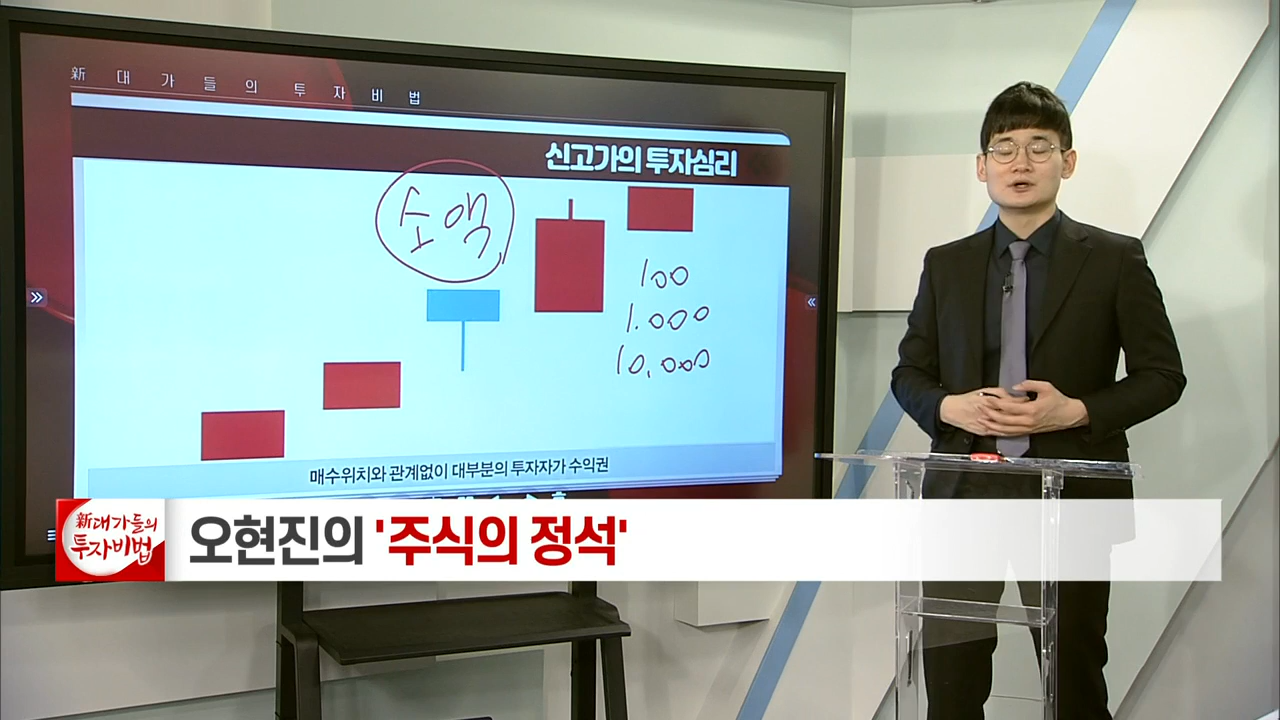 新 대 가 들 의 투 자 비 법
신고가의 투자심리
소액
100
1.000
10,000
매수위치와 관계없이 대부분의 투자자가 수익권
新대가들의
투자비법
오현진의 '주식의 정석'